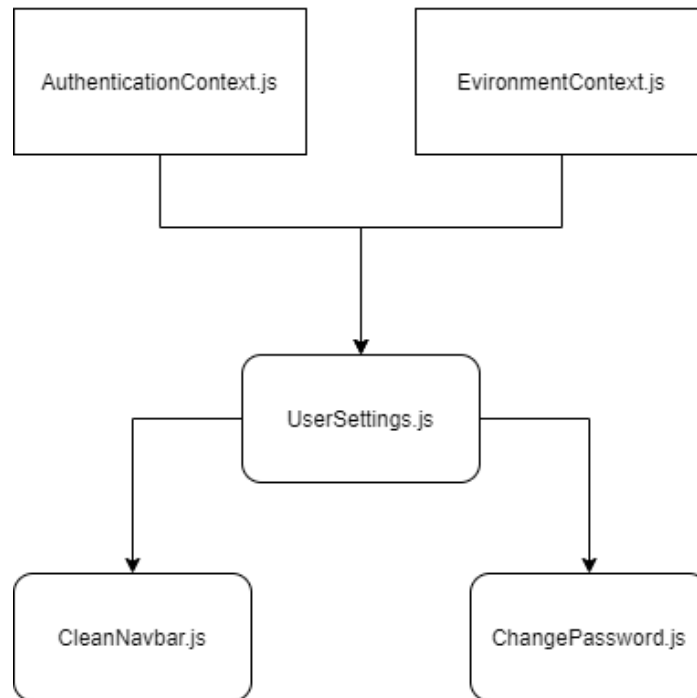 AuthenticationContext.js
EvironmentContext.js
UserSettings.js
CleanNavbar.js
ChangePassword.js